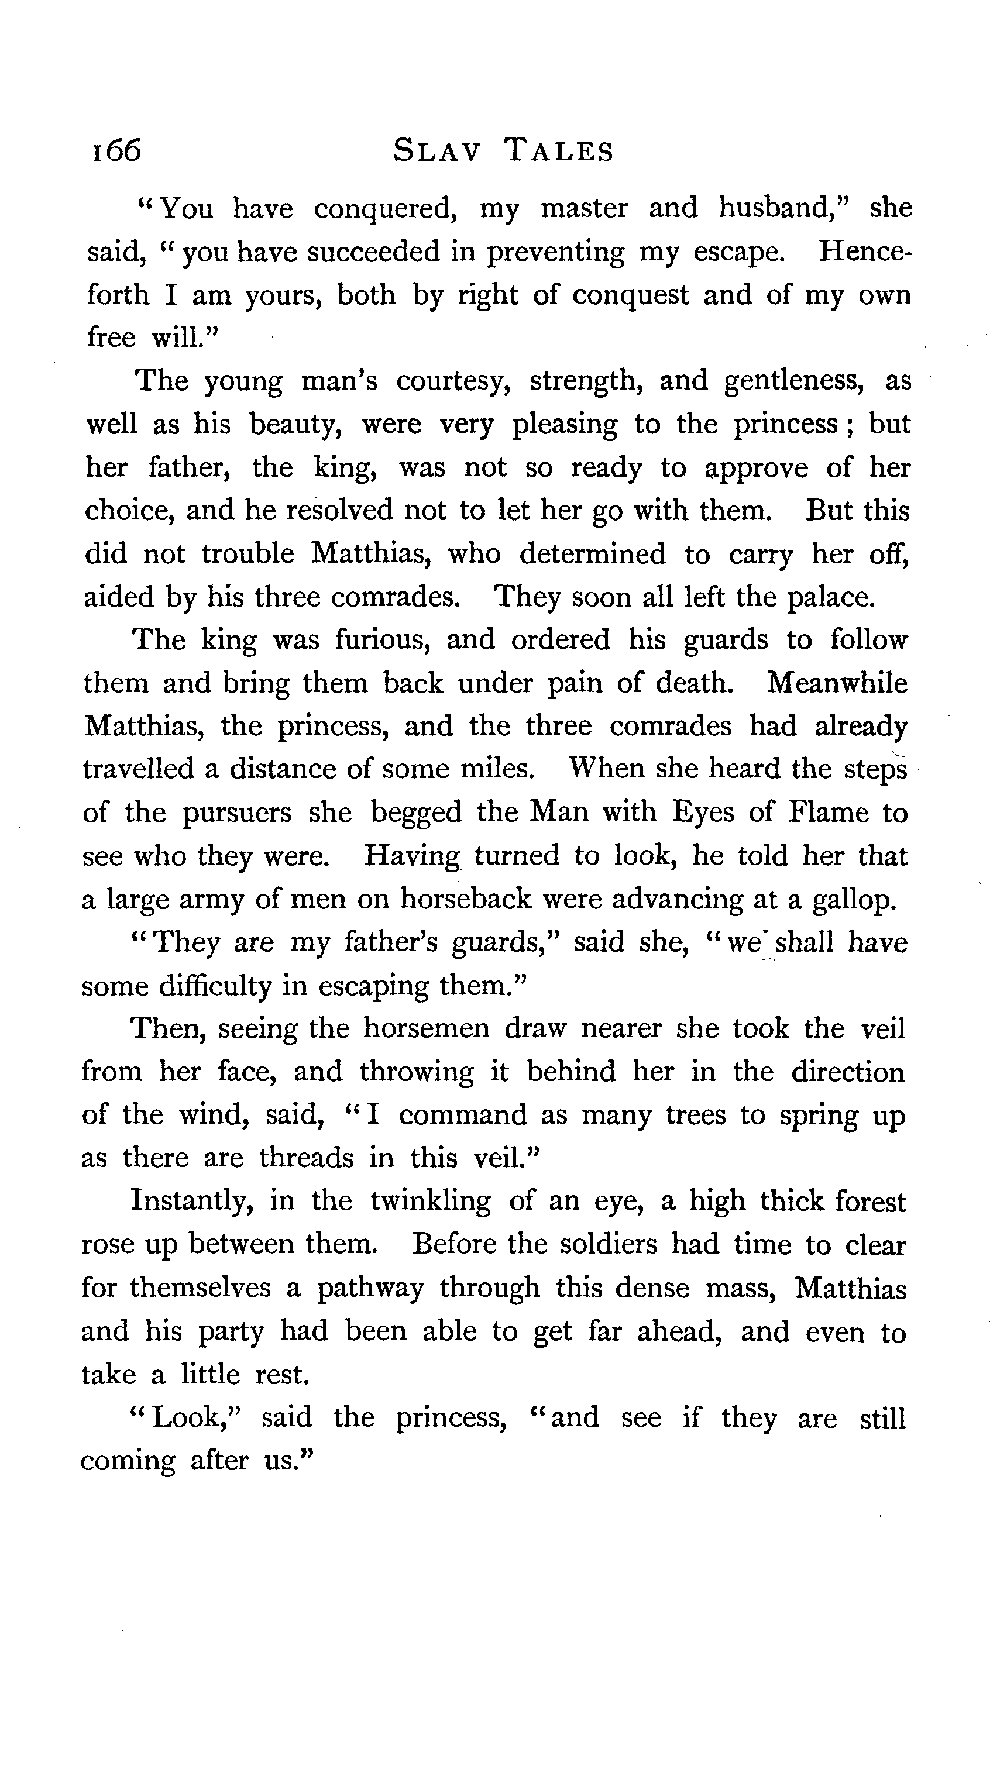 166 SLAV TALES
“You have conquered, my master and husband,” she
said, “you have succeeded in preventing my escape. Hence-
forth I am yours, both by right of conquest and of my own
free will.”
The young man’s courtesy, strength, and gentleness, as
well as his beauty, were very pleasing to the princess; but
her father, the king, was not so ready to approve of her
choice, and he resolved not to let her go with them. But this
did not trouble Matthias, who determined to carry her off,
aided by his three comrades. They soon all left the palace.
The king was furious, and ordered his guards to follow
them and bring them back under pain of death. Meanwhile
Matthias, the princess, and the three comrades had already
travelled a distance of some miles. When she heard the steps
of the pursuers she begged the Man with Eyes of Flame to
see who they were. Having turned to look, he told her that
a large army of men on horseback were advancing at a gallop.
“They are my father’s guards,” said she, “we shall have
some difficulty in escaping them.”
Then, seeing the horsemen draw nearer she took the veil
from her face, and throwing it behind her in the direction
of the wind, said, “I command as many trees to spring up
as there are threads in this veil.”
Instantly, in the twinkling of an eye, a high thick forest
rose up between them. Before the soldiers had time to clear
for themselves a pathway through this dense mass, Matthias
and his party had been able to get far ahead, and even to
take a little rest.
“Look,” said the princess, “and see if they are still
coming after us.”